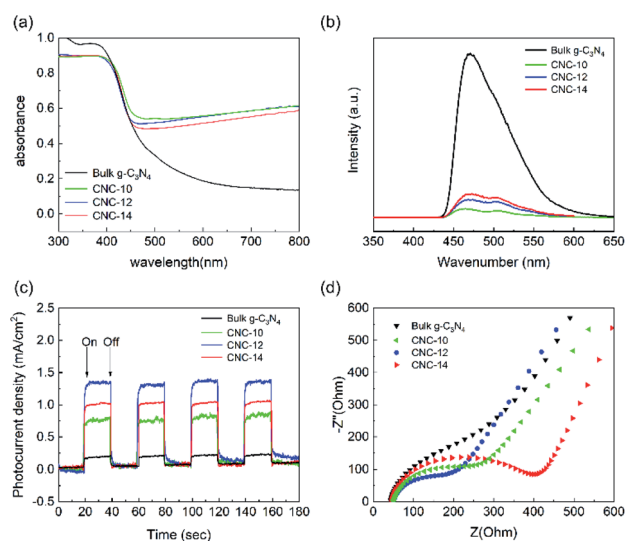 (a)
1.0
0.8
0.6
0.4
0.2
0.0
absorbance
Bulk g-C₃N₄
CNC-10
CNC-12
CNC-14
300 400 500 600 700 800
wavelength(nm)
(b)
Intensity (a.u.)
Bulk g-C₃N₄
CNC-10
CNC-12
CNC-14
350 400 450 500 550 600 650
Wavenumber (nm)
(c)
2.5
2.0
1.5
1.0
0.5
0.0
-0.5
Photocurrent density (mA/cm²)
On Off
Bulk g-C₃N₄
CNC-10
CNC-12
CNC-14
0 20 40 60 80 100 120 140 160 180
Time (sec)
(d)
600
500
400
300
200
100
0
-Z"(Ohm)
Bulk g-C₃N₄
CNC-10
CNC-12
CNC-14
0 100 200 300 400 500 600
Z(Ohm)